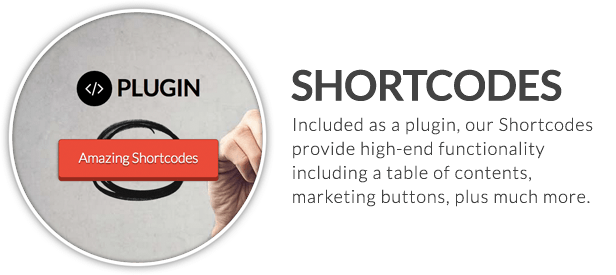 PLUGIN
Amazing Shortcodes
SHORTCODES
Included as a plugin, our Shortcodes
provide high-end functionality
including a table of contents,
marketing buttons, plus much more.